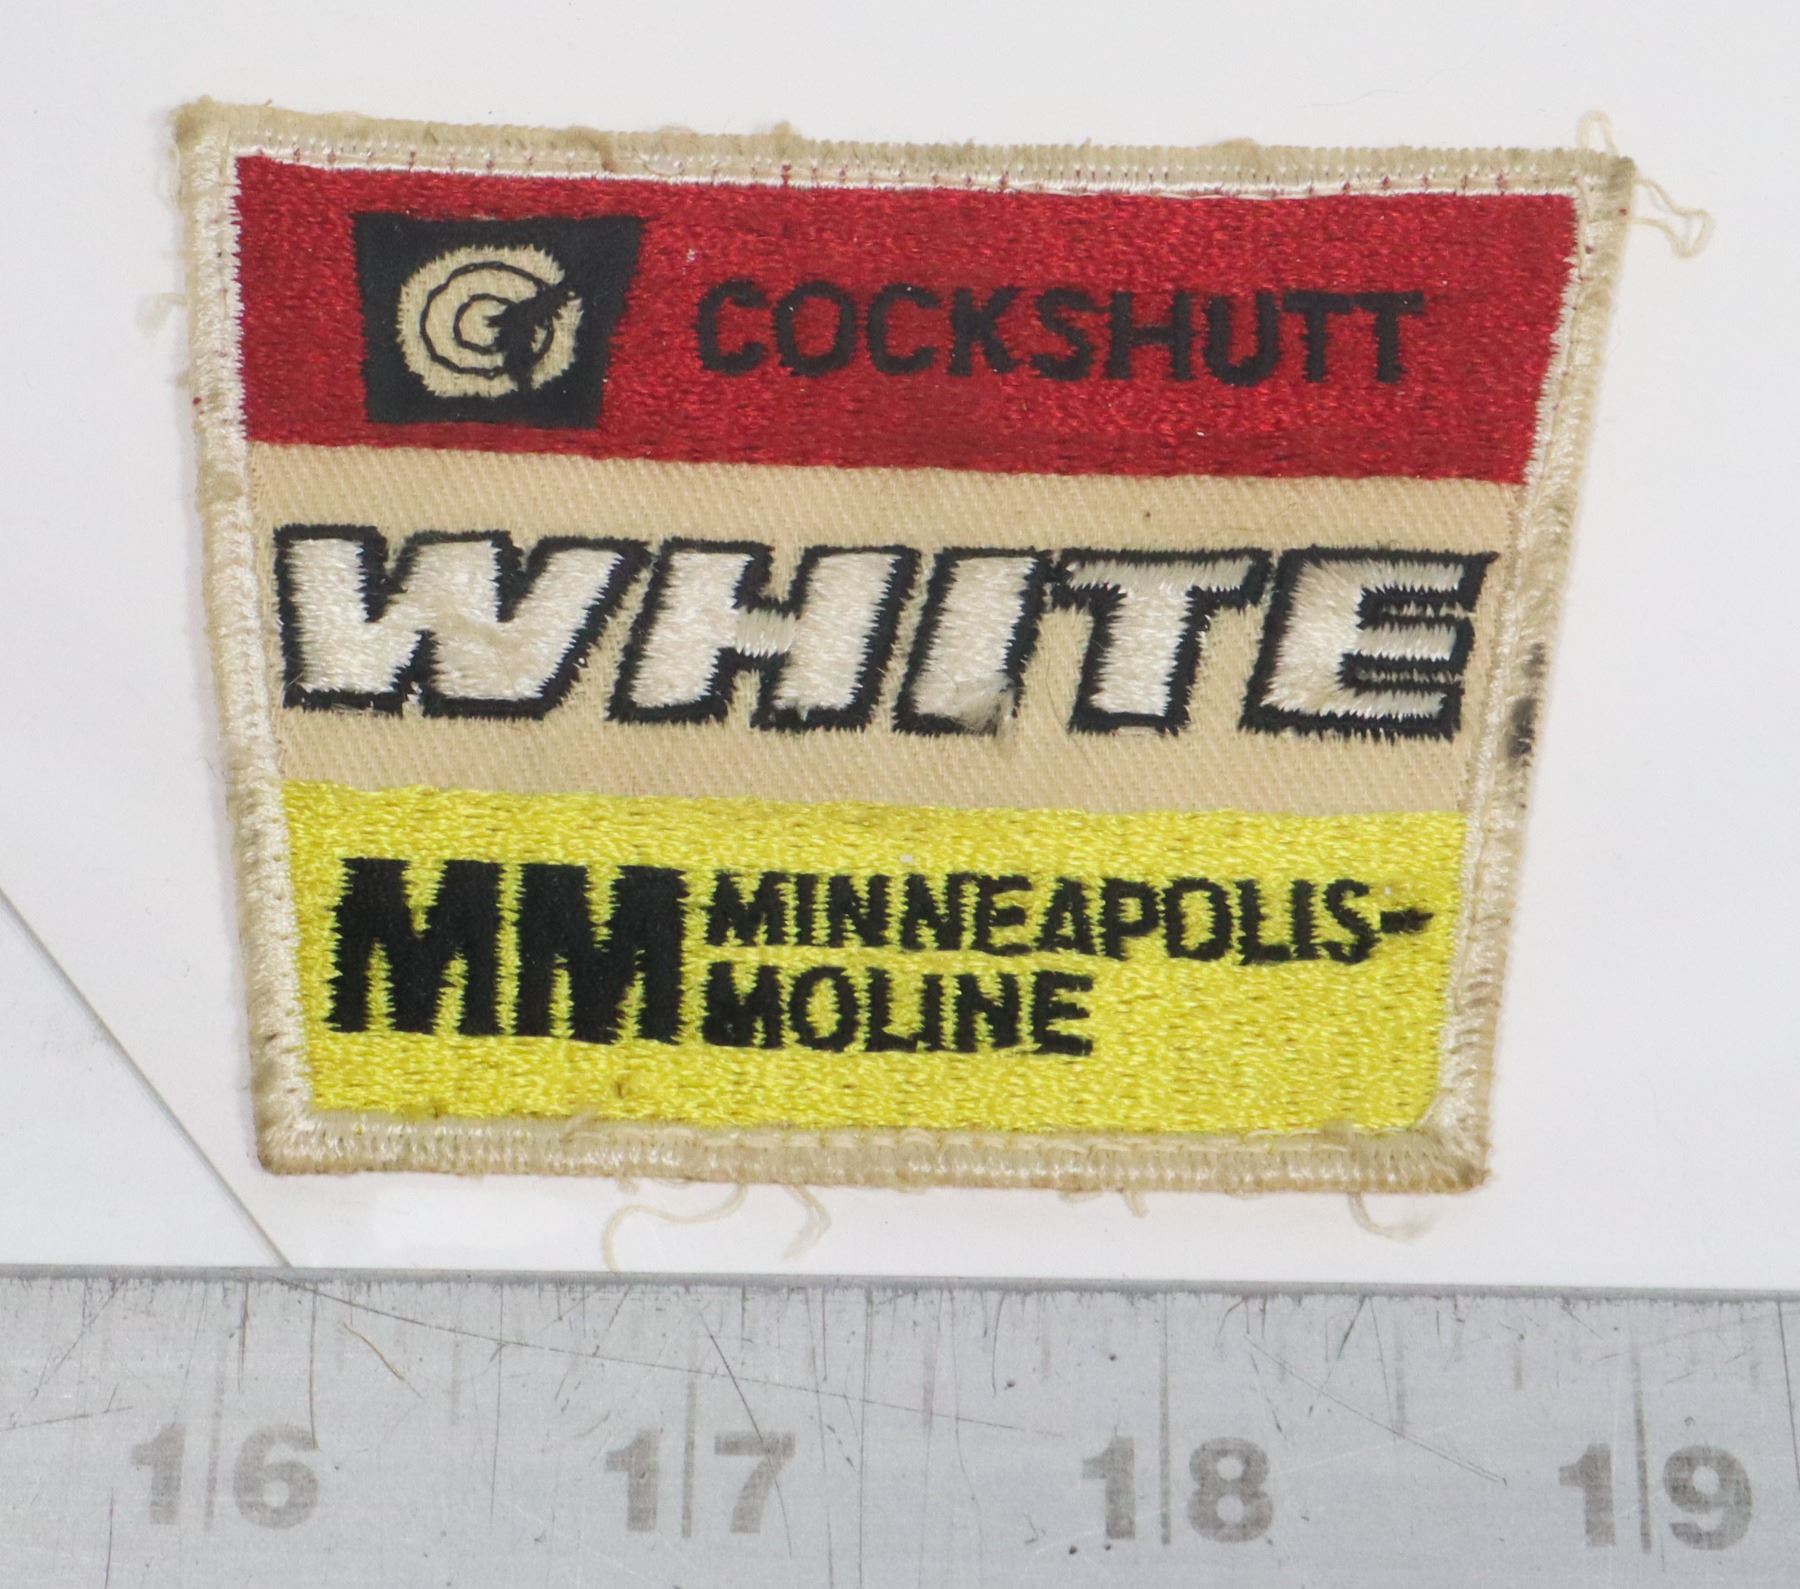 COCKSHUTT
WHITE
MM MINNEAPOLIS-
MOLINE
16 17 18 19